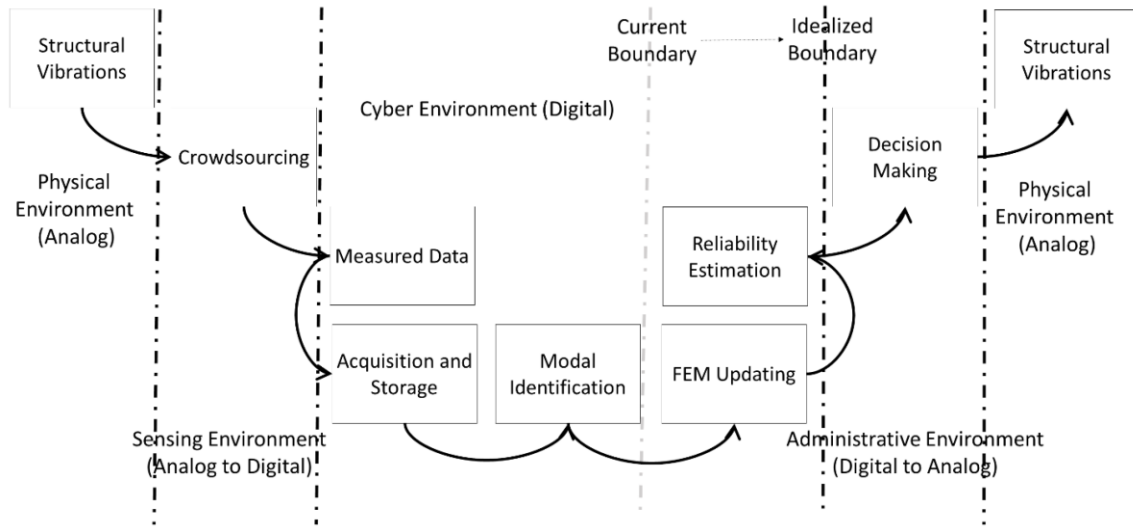 Structural
Vibrations
Physical
Environment
(Analog)
Crowdsourcing
Sensing Environment
(Analog to Digital)
Cyber Environment (Digital)
Measured Data
Acquisition and
Storage
Modal
Identification
Current
Boundary
Idealized
Boundary
Reliability
Estimation
FEM Updating
Decision
Making
Administrative Environment
(Digital to Analog)
Structural
Vibrations
Physical
Environment
(Analog)